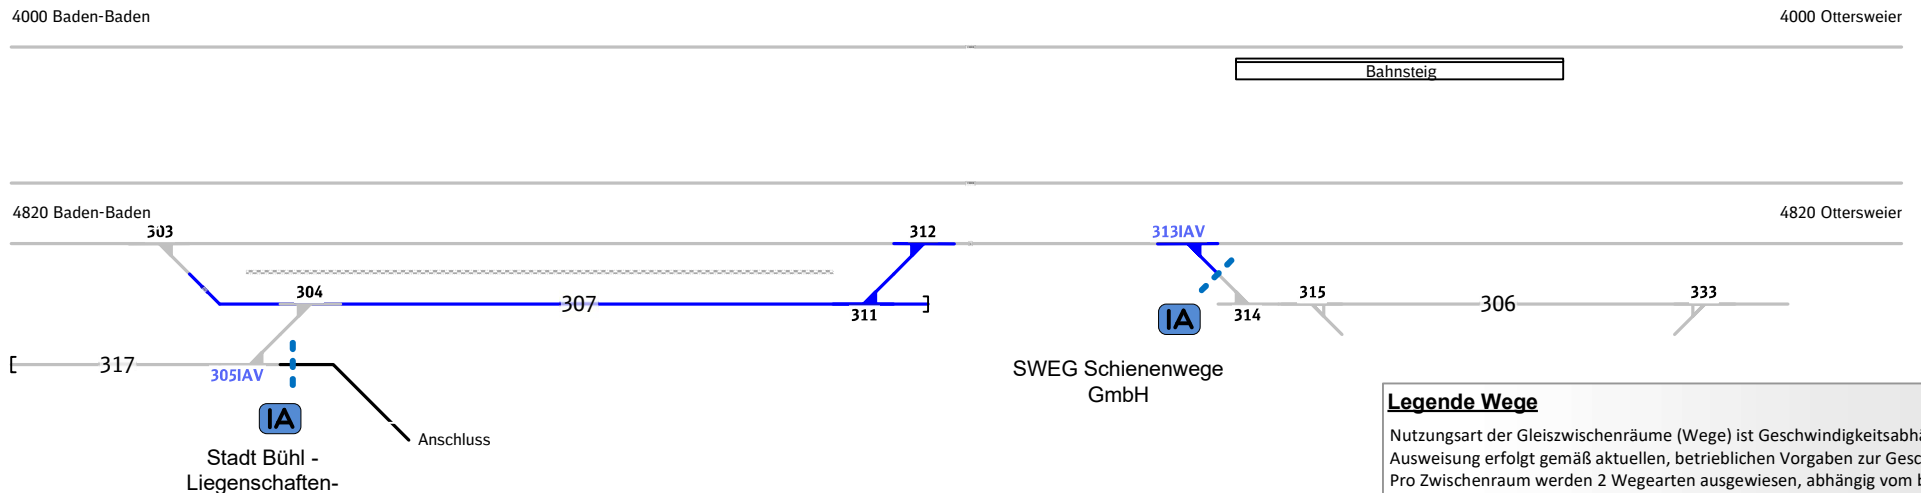 4000 Baden-Baden
4000 Ottersweier
Bahnsteig
4820 Baden-Baden
4820 Ottersweier
303
312
313IAV
304
307
311
314
315
306
333
317
305IAV
IA
IA
SWEG Schienenwege
GmbH
Anschluss
Stadt Bühl -
Liegenschaften-
Legende Wege
Nutzungsart der Gleiszwischenräume (Wege) ist
Ausweisung erfolgt gemäß aktuellen, betrieblichen Vorgaben zur
Pro Zwischenraum werden 2 Wegearten ausgewiesen, abhängig vom